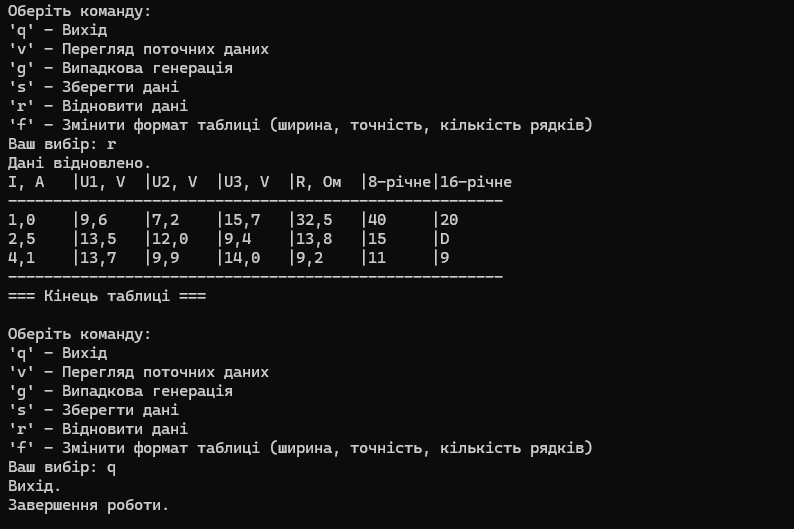 Оберіть команду:
'q' – Вихід
'v' – Перегляд поточних даних
'g' – Випадкова генерація
's' – Зберегти дані
'r' – Відновити дані
'f' – Змінити формат таблиці (ширина, точність, кількість рядків)
Ваш вибір: r
Дані відновлено.
I, А   |U1, V  |U2, V  |U3, V  |R, Ом  |8-річне|16-річне
-------------------------------------------------------
1,0    |9,6    |7,2    |15,7   |32,5   |40     |20
2,5    |13,5   |12,0   |9,4    |13,8   |15     |D
4,1    |13,7   |9,9    |14,0   |9,2    |11     |9
-------------------------------------------------------
=== Кінець таблиці ===
Оберіть команду:
'q' – Вихід
'v' – Перегляд поточних даних
'g' – Випадкова генерація
's' – Зберегти дані
'r' – Відновити дані
'f' – Змінити формат таблиці (ширина, точність, кількість рядків)
Ваш вибір: q
Вихід.
Завершення роботи.